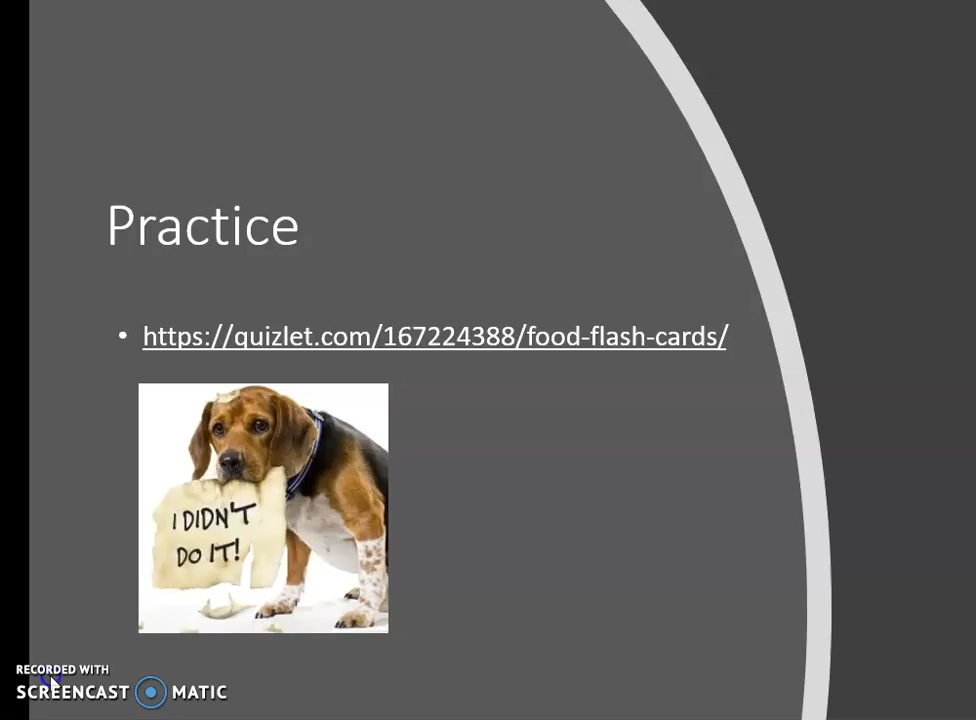 Practice
• https://quizlet.com/167224388/food-flash-cards/
I DIDN'T
DO IT!
RECORDED WITH
SCREENCAST MATIC